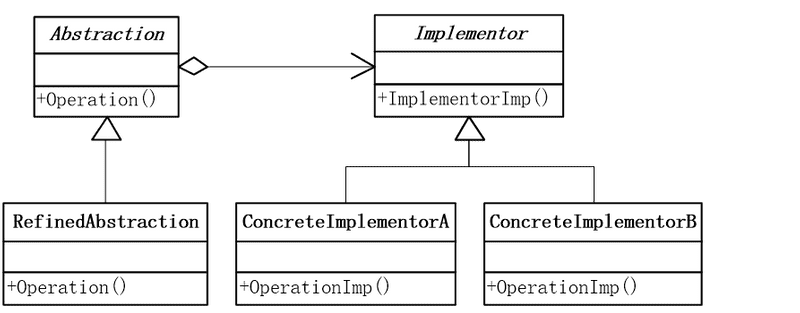 Abstraction
+Operation()
Implementor
+ImplementorImp()
RefinedAbstraction
+Operation()
ConcreteImplementorA
+OperationImp()
ConcreteImplementorB
+OperationImp()